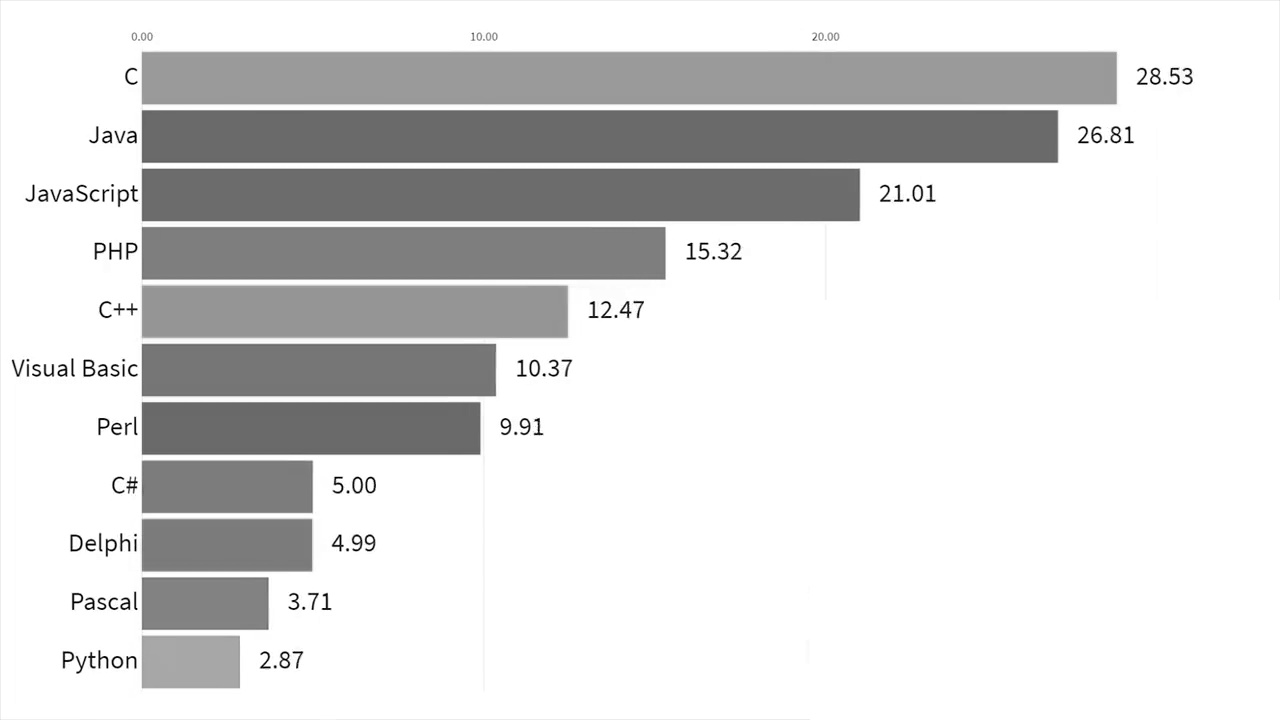 0.00 10.00 20.00
C 28.53
Java 26.81
JavaScript 21.01
PHP 15.32
C++ 12.47
Visual Basic 10.37
Perl 9.91
C# 5.00
Delphi 4.99
Pascal 3.71
Python 2.87